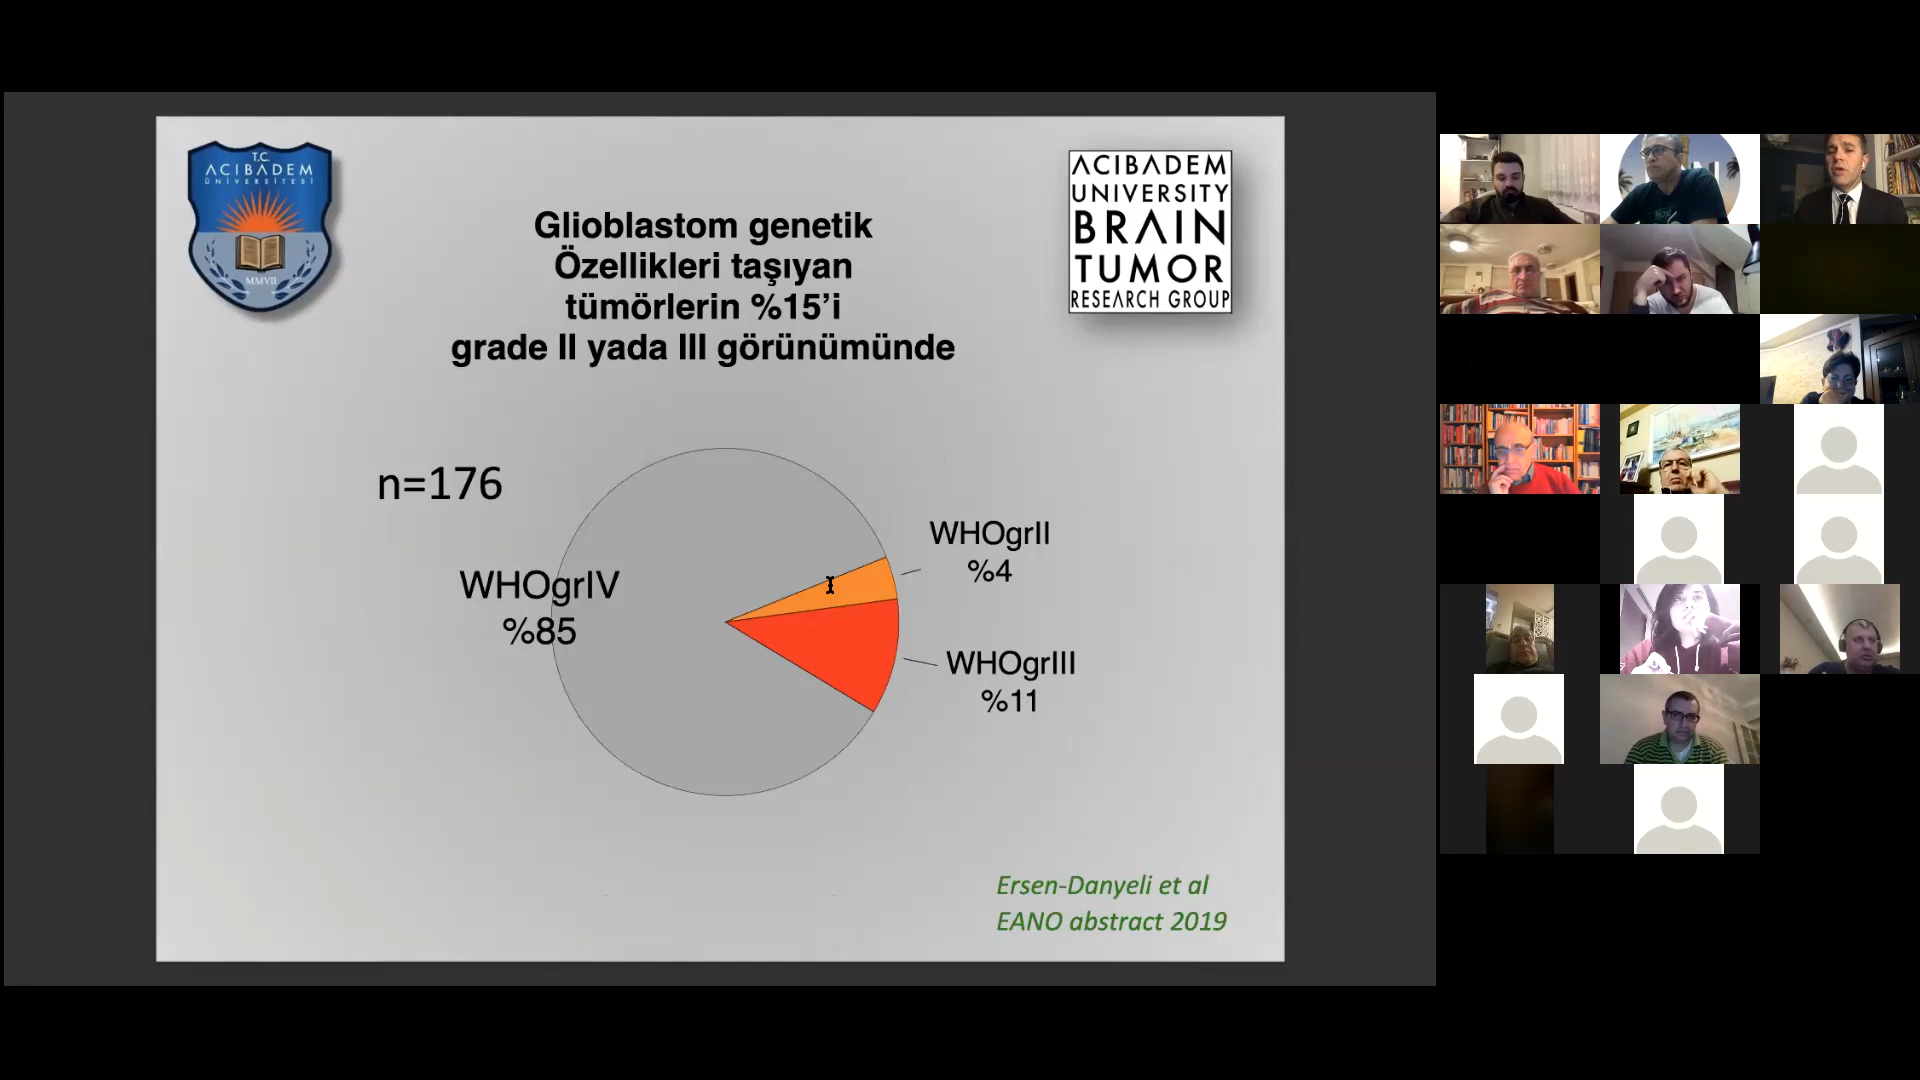 T.C.
ACIBADEM
ÜNİVERSİTESİ
MMVII
Glioblastom genetik
Özellikleri taşıyan
tümörlerin %15’i
grade II yada III görünümünde
ACIBADEM
UNIVERSITY
BRAIN
TUMOR
RESEARCH GROUP
n=176
WHOgrII
%4
WHOgrIV
%85
WHOgrIII
%11
Ersen-Danyeli et al
EANO abstract 2019